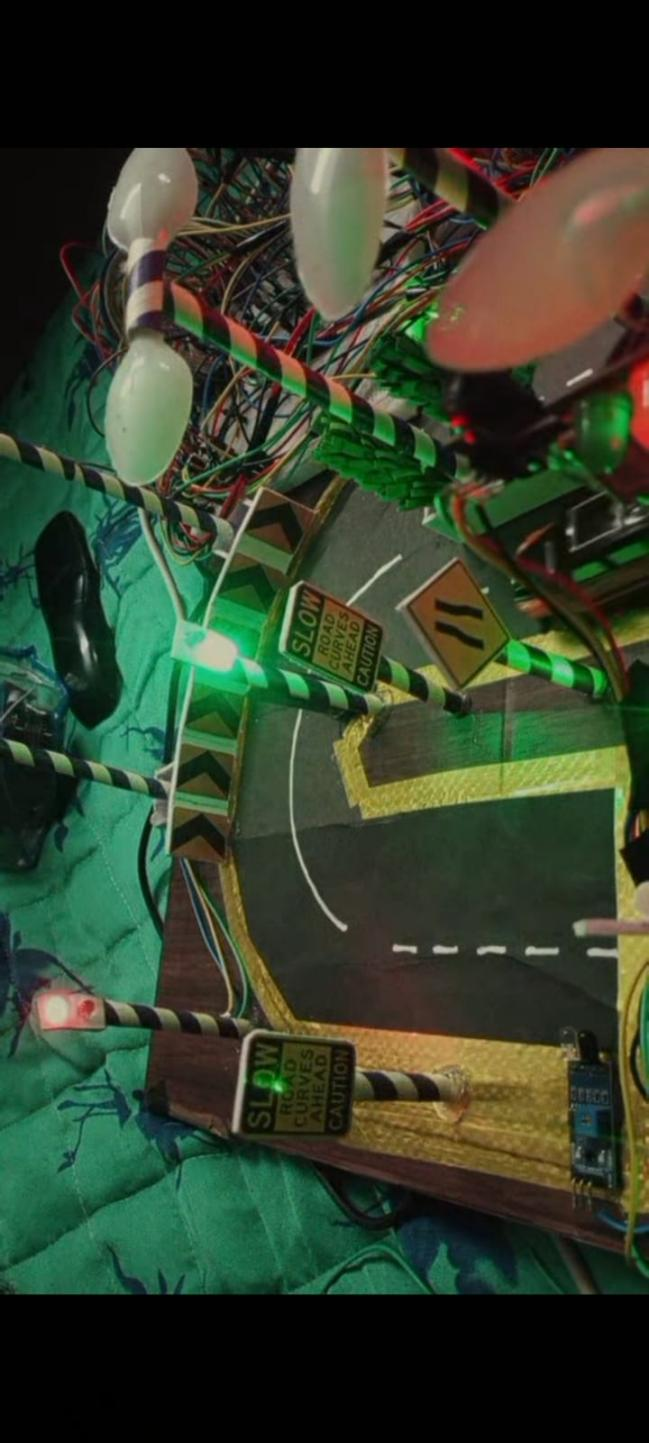 SLOW
ROAD
CURVES
AHEAD
CAUTION
SLOW
ROAD
CURVES
AHEAD
CAUTION